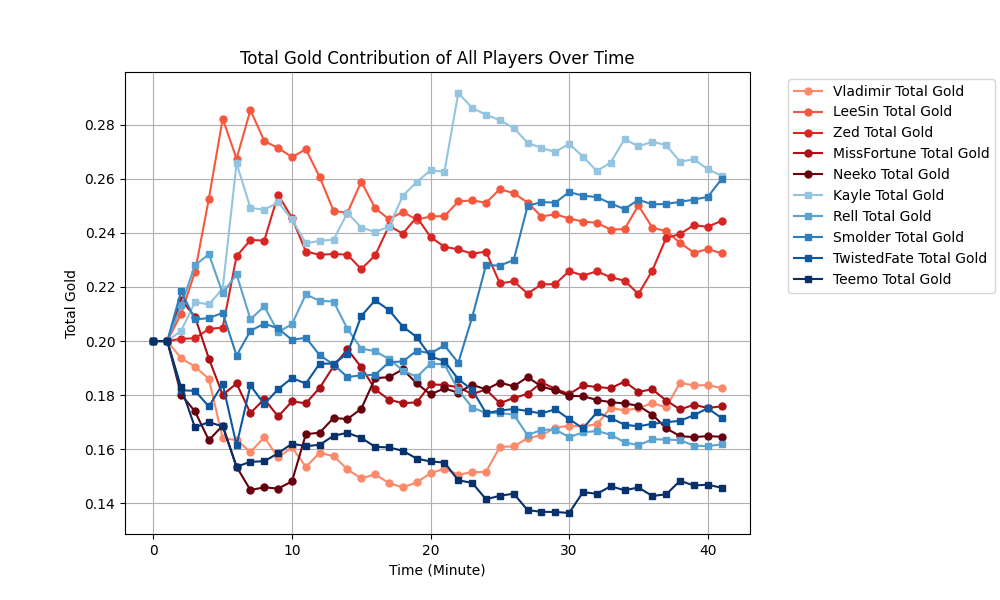 Total Gold Contribution of All Players Over Time
Total Gold
0.28
0.26
0.24
0.22
0.20
0.18
0.16
0.14
0
10
20
30
40
Time (Minute)
Vladimir Total Gold
LeeSin Total Gold
Zed Total Gold
MissFortune Total Gold
Neeko Total Gold
Kayle Total Gold
Rell Total Gold
Smolder Total Gold
TwistedFate Total Gold
Teemo Total Gold